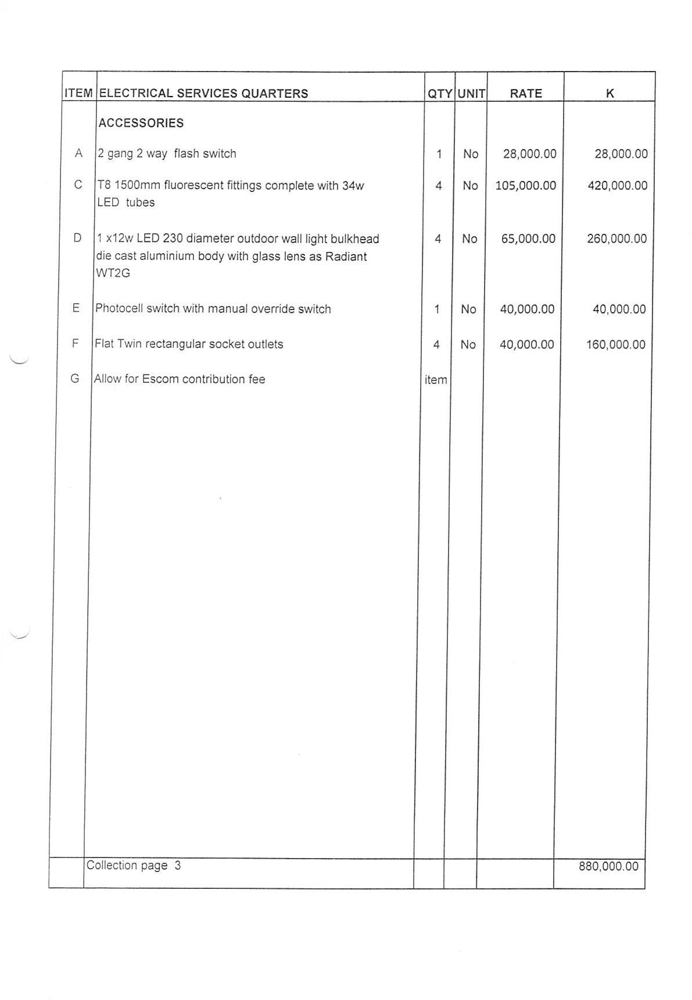 ITEM ELECTRICAL SERVICES QUARTERS QTY UNIT RATE K
ACCESSORIES
A 2 gang 2 way flash switch 1 No 28,000.00 28,000.00
C T8 1500mm fluorescent fittings complete with 34w 4 No 105,000.00 420,000.00
LED tubes
D 1 x12w LED 230 diameter outdoor wall light bulkhead 4 No 65,000.00 260,000.00
die cast aluminium body with glass lens as Radiant
WT2G
E Photocell switch with manual override switch 1 No 40,000.00 40,000.00
F Flat Twin rectangular socket outlets 4 No 40,000.00 160,000.00
G Allow for Escom contribution fee item
Collection page 3 880,000.00